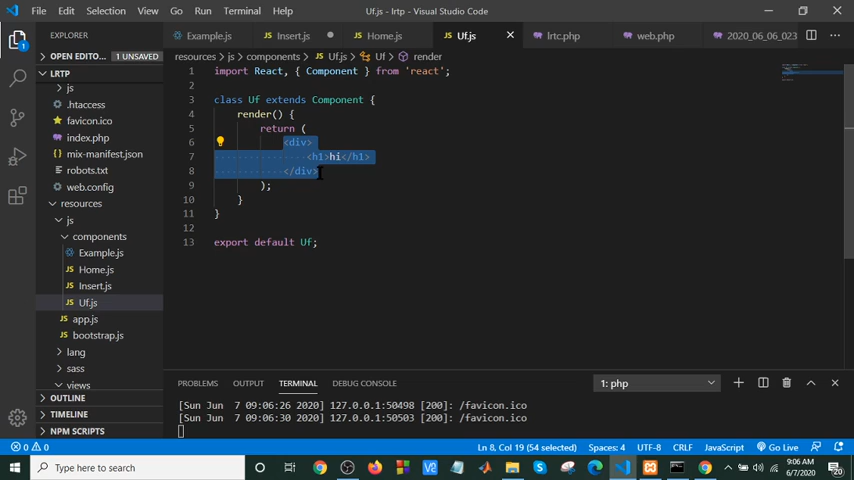 File Edit Selection View Go Run Terminal Help Uf.js - lrtp - Visual Studio Code
EXPLORER ...
Example.js Insert.js Home.js Uf.js lrtc.php web.php 2020_06_06_023
OPEN EDITO... 1 UNSAVED
resources > js > components > Uf.js > Uf > render
LRTP
js
.htaccess
favicon.ico
index.php
mix-manifest.json
robots.txt
web.config
resources
js
components
Example.js
Home.js
Insert.js
Uf.js
app.js
bootstrap.js
lang
sass
views
OUTLINE
TIMELINE
NPM SCRIPTS
1 import React, { Component } from 'react';
2
3 class Uf extends Component {
4 render() {
5 return (
6 <div>
7 <h1>hi</h1>
8 </div>
9 );
10 }
11 }
12
13 export default Uf;
PROBLEMS OUTPUT TERMINAL DEBUG CONSOLE 1: php
[Sun Jun 7 09:06:26 2020] 127.0.0.1:50498 [200]: /favicon.ico
[Sun Jun 7 09:06:30 2020] 127.0.0.1:50503 [200]: /favicon.ico
0 0 Ln 8, Col 19 (54 selected) Spaces: 4 UTF-8 CRLF JavaScript Go Live
Type here to search
9:06 AM
6/7/2020
20